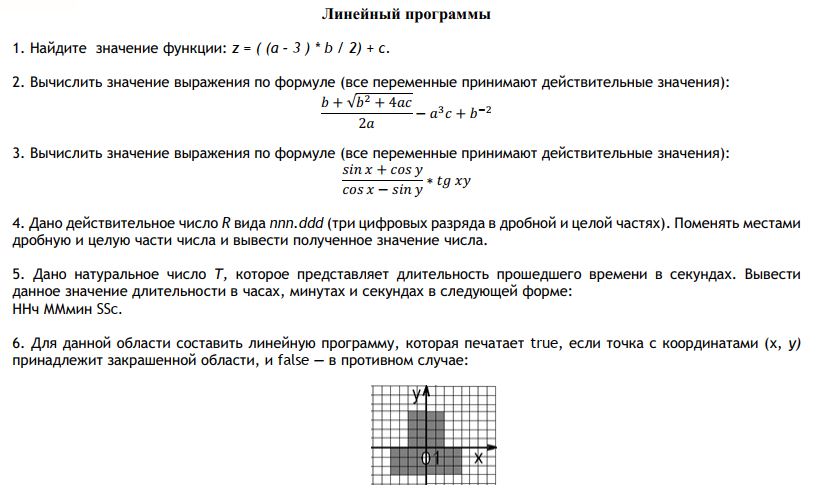 Линейный программы
1. Найдите значение функции: z = ( (a - 3 ) * b / 2) + c.
2. Вычислить значение выражения по формуле (все переменные принимают действительные значения):
b + √b² + 4ac
2a
− a³c + b⁻²
3. Вычислить значение выражения по формуле (все переменные принимают действительные значения):
sin x + cos y
cos x − sin y
* tg xy
4. Дано действительное число R вида nnn.ddd (три цифровых разряда в дробной и целой частях). Поменять местами
дробную и целую части числа и вывести полученное значение числа.
5. Дано натуральное число T, которое представляет длительность прошедшего времени в секундах. Вывести
данное значение длительности в часах, минутах и секундах в следующей форме:
HHч MMмин SSс.
6. Для данной области составить линейную программу, которая печатает true, если точка с координатами (x, y)
принадлежит закрашенной области, и false — в противном случае:
y
0 1 x